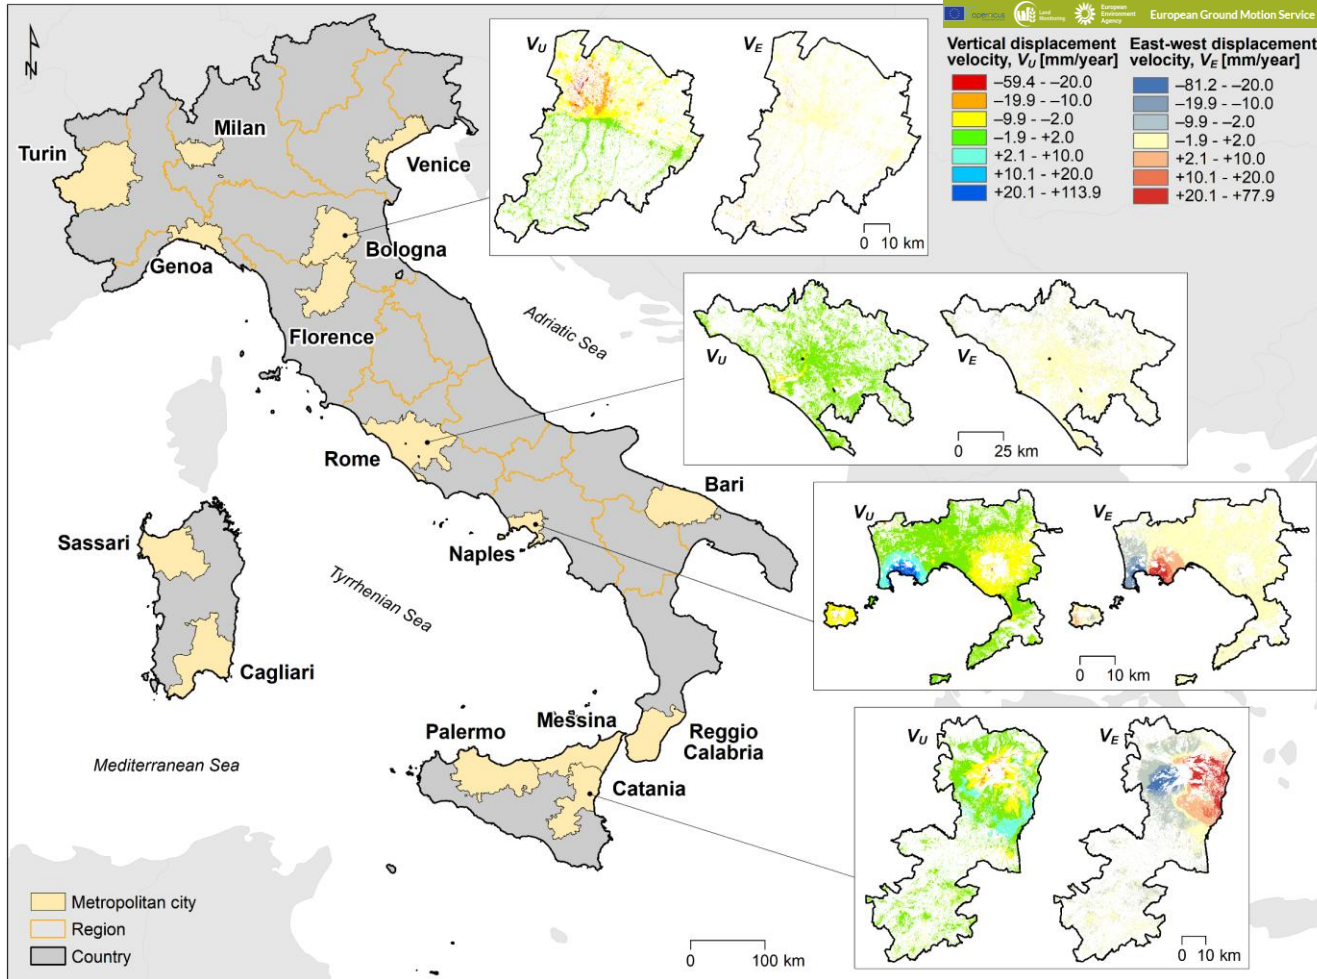 Copernicus
Land
Monitoring
European
Environment
Agency
European Ground Motion Service
Vertical displacement
velocity, VU [mm/year]
−59.4 - −20.0
−19.9 - −10.0
−9.9 - −2.0
−1.9 - +2.0
+2.1 - +10.0
+10.1 - +20.0
+20.1 - +113.9
East-west displacement
velocity, VE [mm/year]
−81.2 - −20.0
−19.9 - −10.0
−9.9 - −2.0
−1.9 - +2.0
+2.1 - +10.0
+10.1 - +20.0
+20.1 - +77.9
N
VU
VE
0 10 km
Milan
Turin
Venice
Bologna
Genoa
Florence
Adriatic Sea
VU
VE
0 25 km
Rome
Bari
Naples
Sassari
Tyrrhenian Sea
Cagliari
VU
VE
0 10 km
Messina
Palermo
Reggio
Calabria
Catania
Mediterranean Sea
VU
VE
0 10 km
Metropolitan city
Region
Country
0 100 km